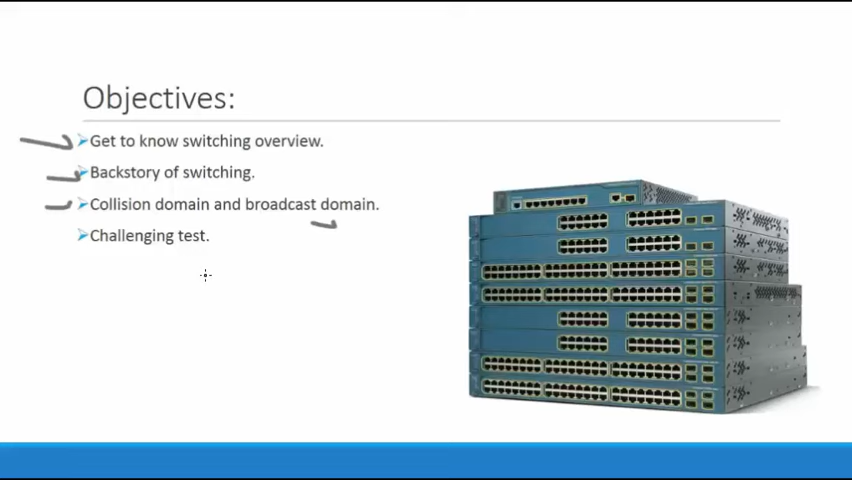 Objectives:
Get to know switching overview.
Backstory of switching.
Collision domain and broadcast domain.
Challenging test.